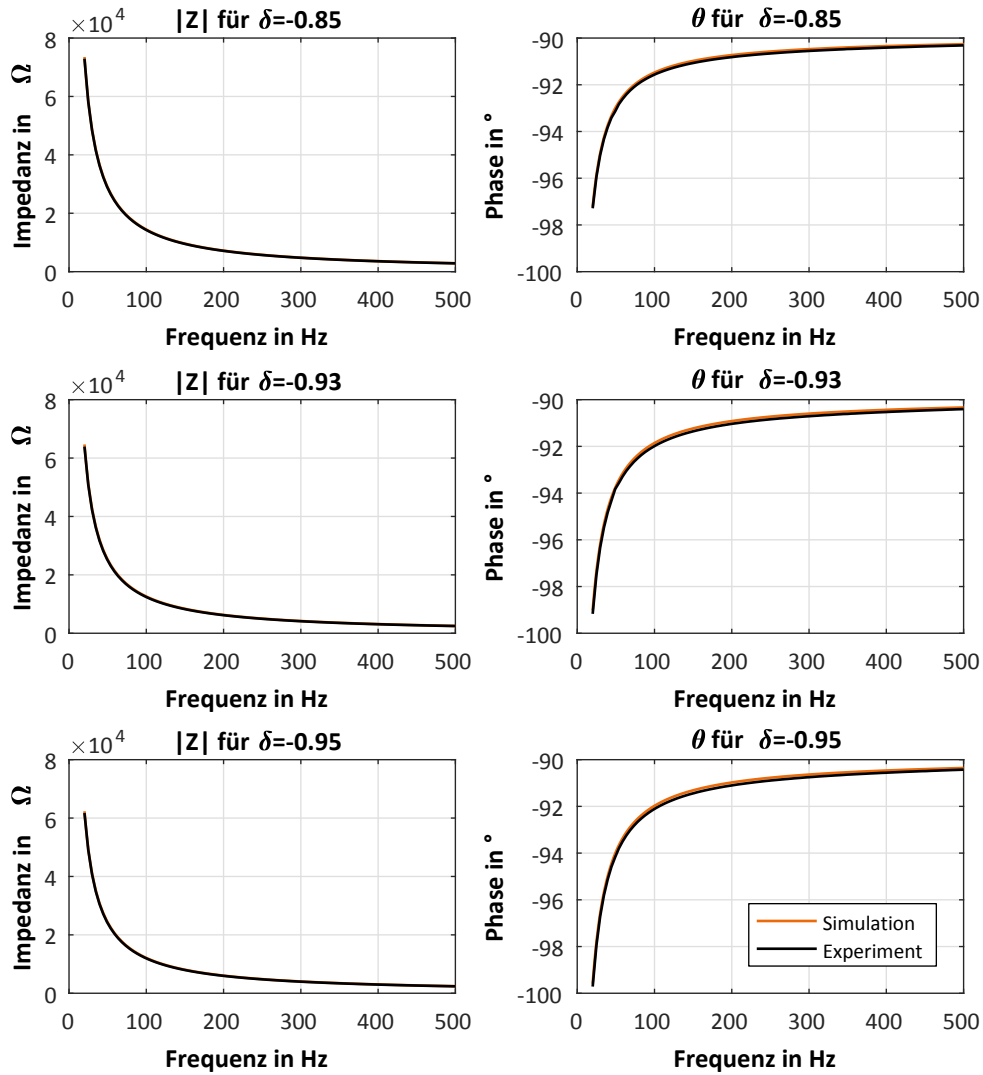 ×10⁴
|Z| für δ=-0.85
Impedanz in Ω
8
6
4
2
0
0 100 200 300 400 500
Frequenz in Hz
θ für δ=-0.85
Phase in °
-90
-92
-94
-96
-98
-100
0 100 200 300 400 500
Frequenz in Hz
×10⁴
|Z| für δ=-0.93
Impedanz in Ω
8
6
4
2
0
0 100 200 300 400 500
Frequenz in Hz
θ für δ=-0.93
Phase in °
-90
-92
-94
-96
-98
-100
0 100 200 300 400 500
Frequenz in Hz
×10⁴
|Z| für δ=-0.95
Impedanz in Ω
8
6
4
2
0
0 100 200 300 400 500
Frequenz in Hz
θ für δ=-0.95
Phase in °
-90
-92
-94
-96
-98
-100
Simulation
Experiment
0 100 200 300 400 500
Frequenz in Hz